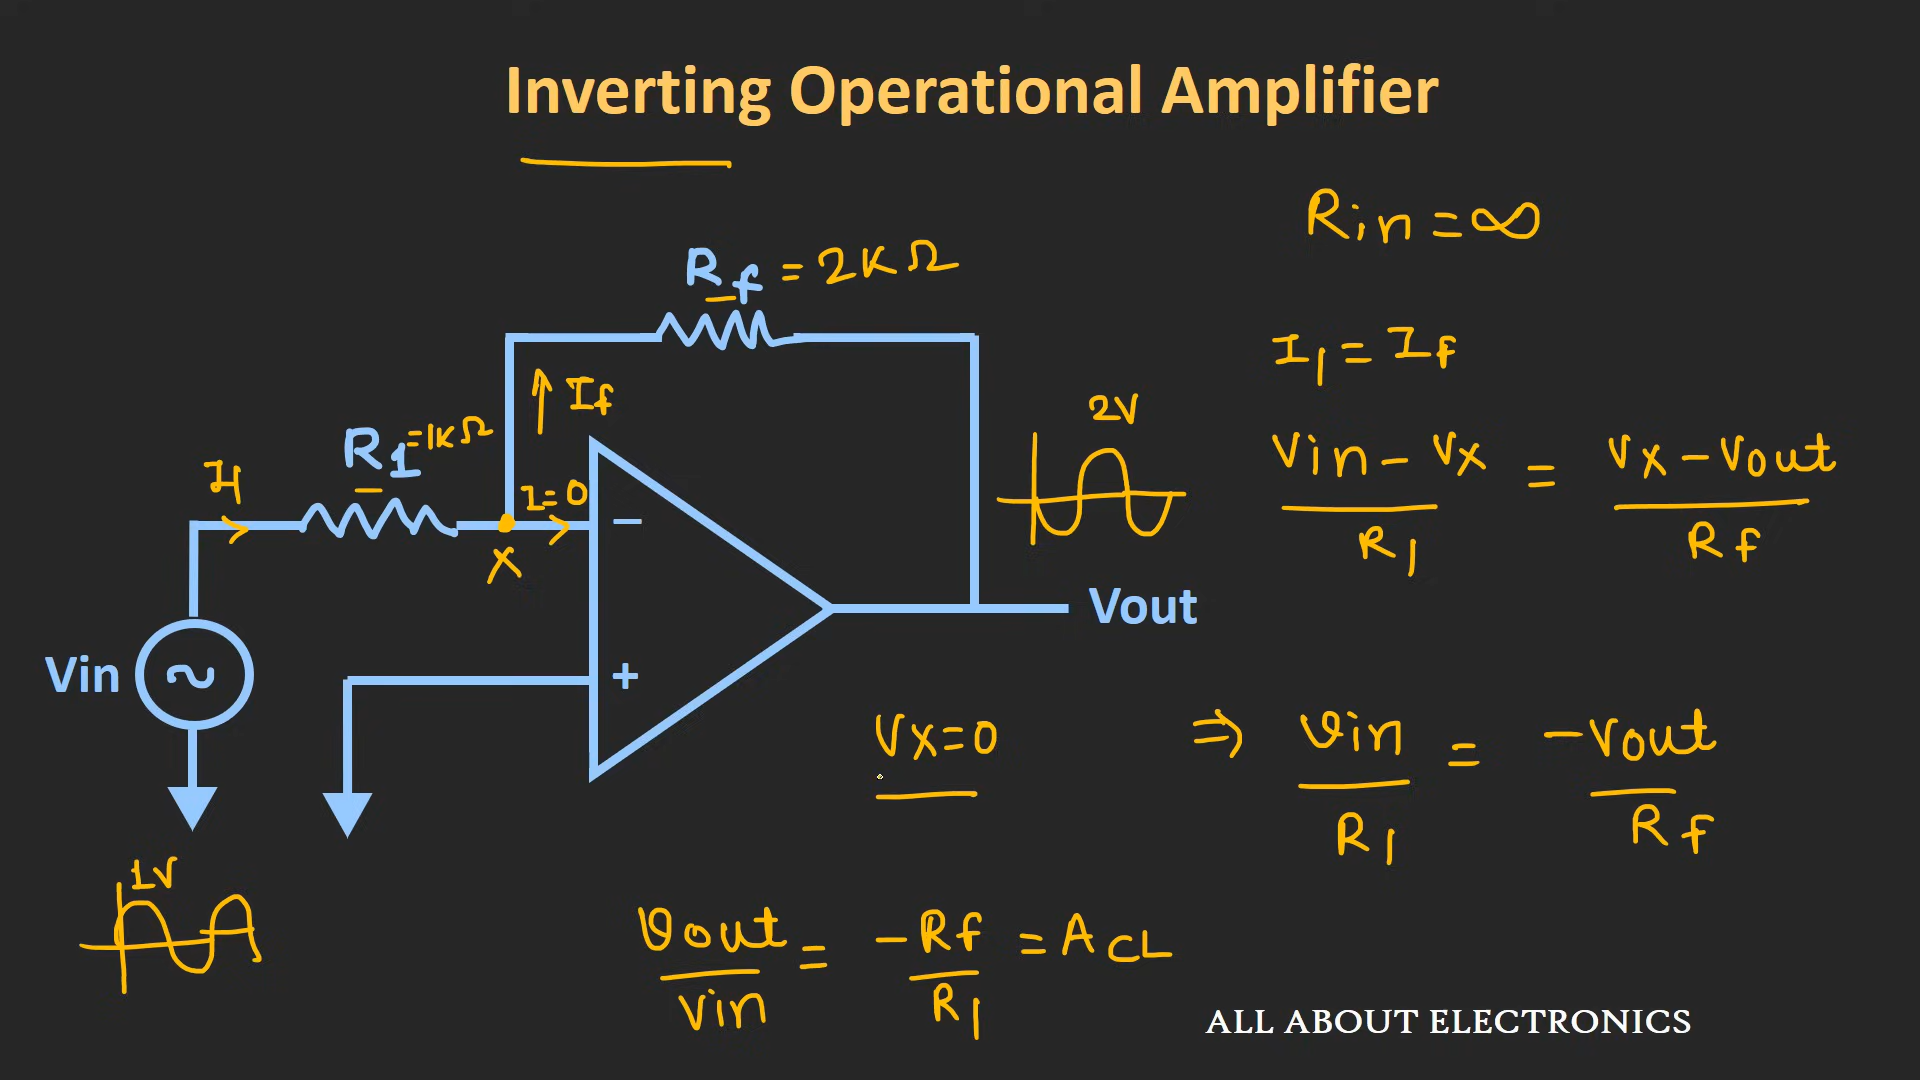 Inverting Operational Amplifier
Rin = ∞
Rf = 2KΩ
I1 = If
If
2V
R1 =1KΩ
I1
I=0
X
−
Vin - Vx / R1 = Vx - Vout / Rf
Vout
Vin
+
Vx=0
⇒ Vin / R1 = -Vout / Rf
1V
Vout / Vin = -Rf / R1 = ACL
ALL ABOUT ELECTRONICS